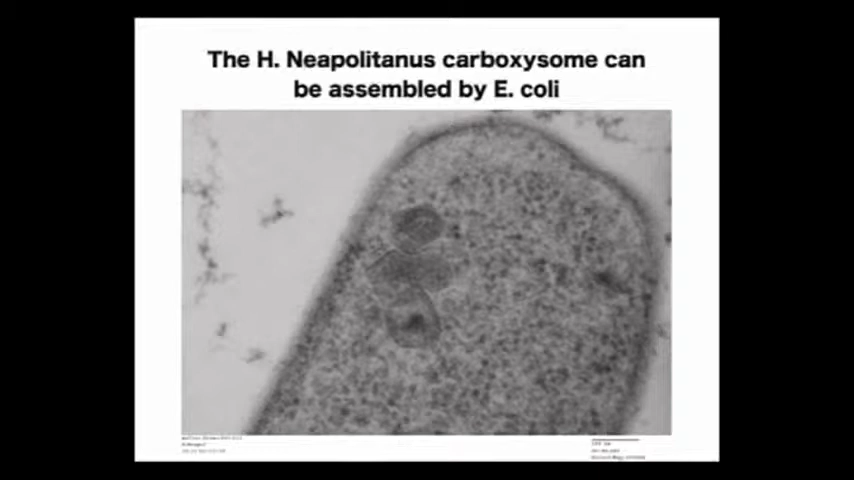 The H. Neapolitanus carboxysome can
be assembled by E. coli